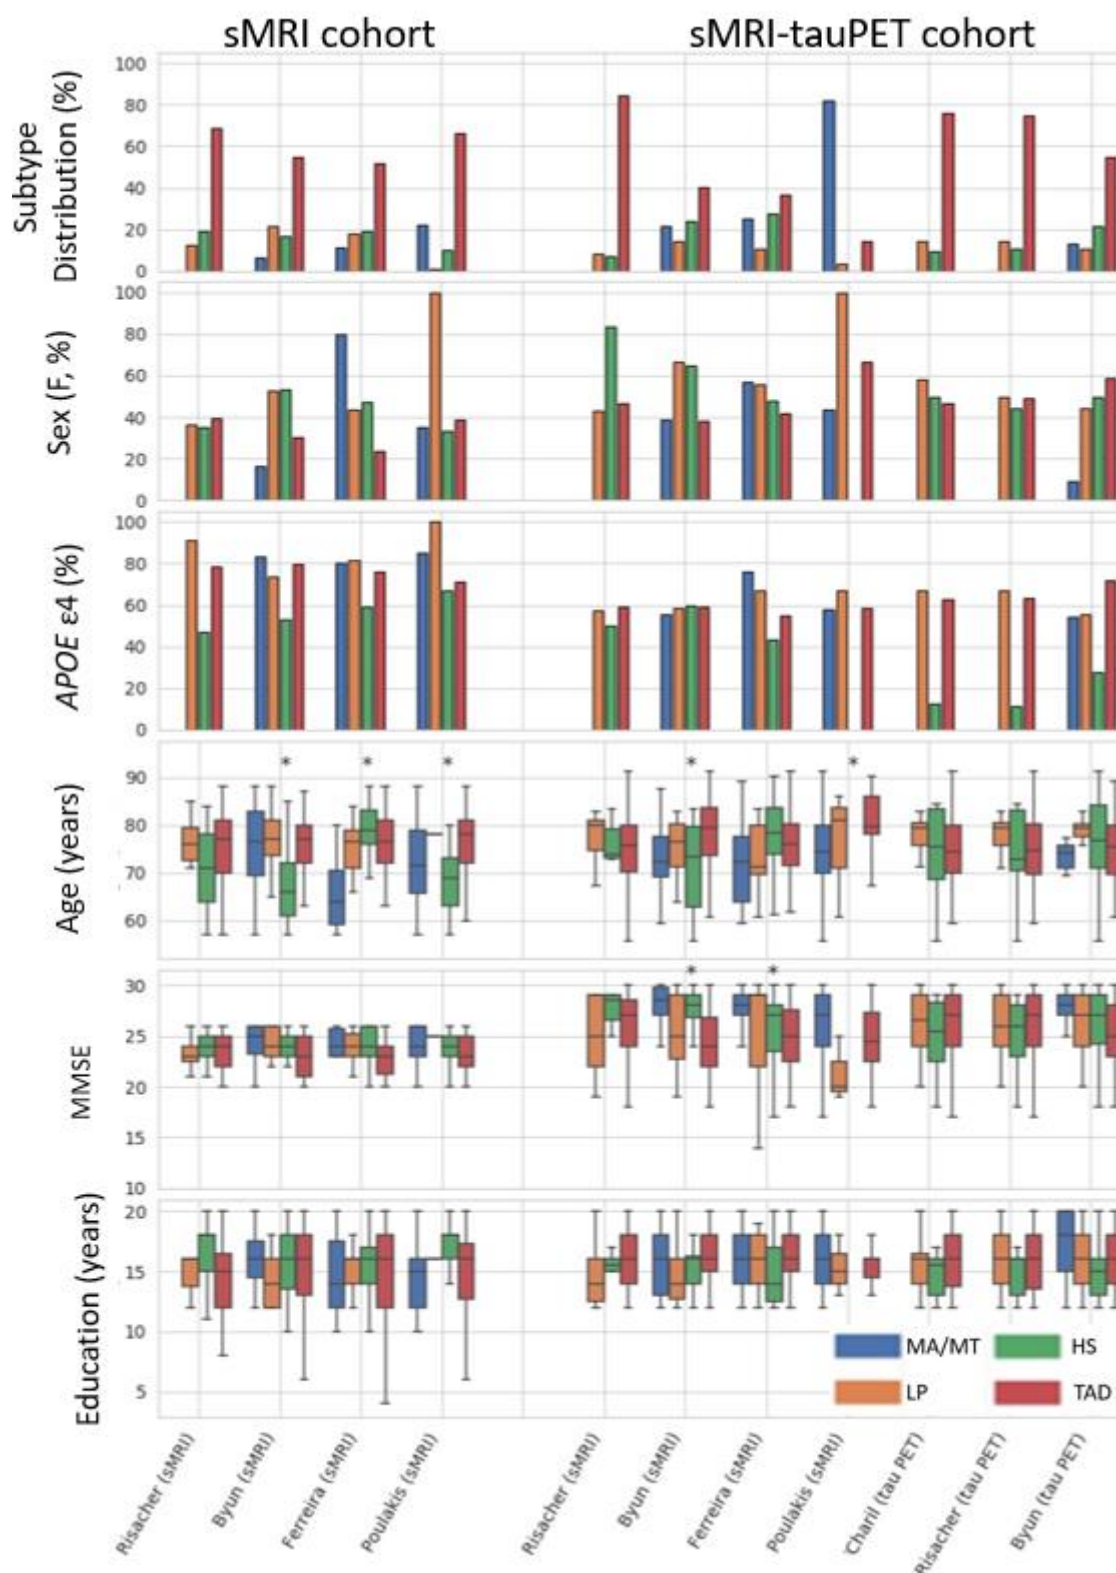 sMRI cohort sMRI-tauPET cohort
Subtype
Distribution (%)
100
80
60
40
20
0
Sex (F, %)
100
80
60
40
20
0
APOE ε4 (%)
100
80
60
40
20
0
Age (years)
90
80
70
60
* * * * *
MMSE
30
25
20
15
10
* *
Education (years)
20
15
10
5
MA/MT HS
LP TAD
Risacher (sMRI)
Byun (sMRI)
Ferreira (sMRI)
Poulakis (sMRI)
Risacher (sMRI)
Byun (sMRI)
Ferreira (sMRI)
Poulakis (sMRI)
Charil (tau PET)
Risacher (tau PET)
Byun (tau PET)